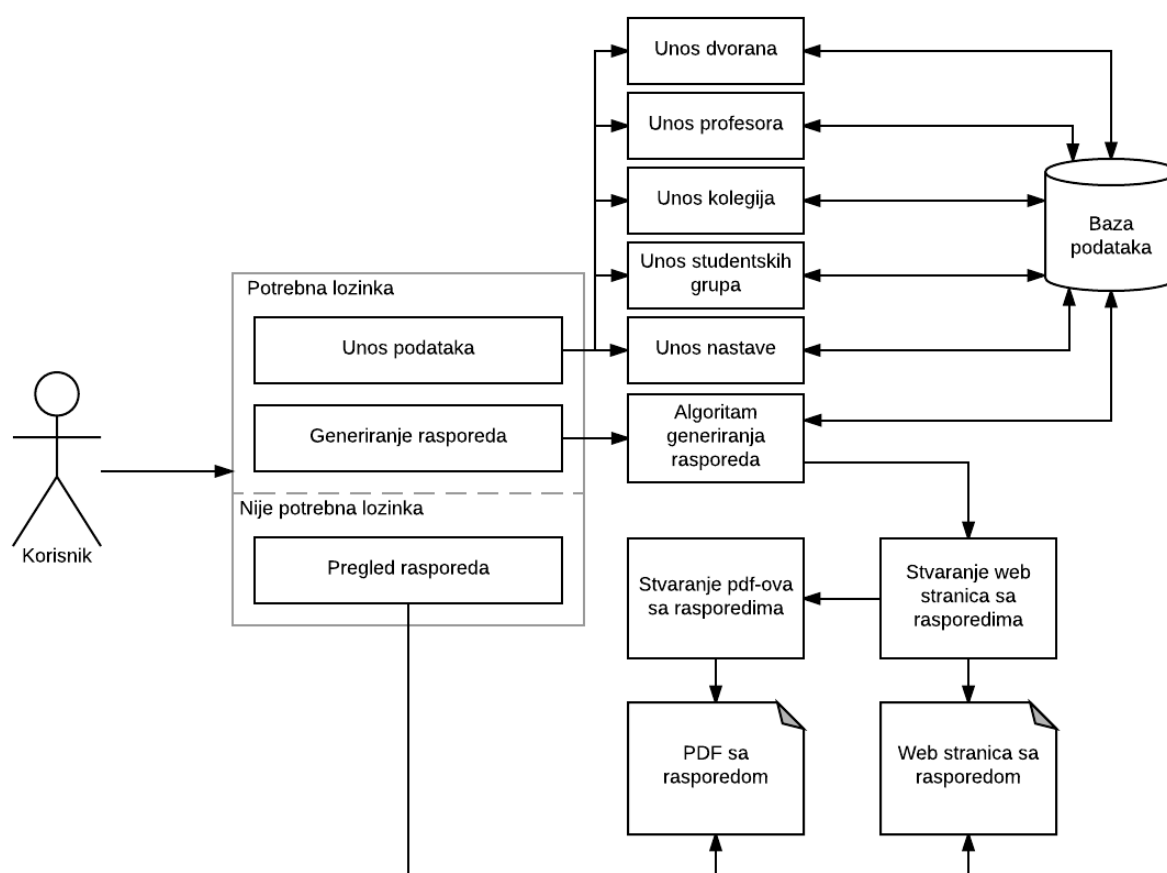 Unos dvorana
Unos profesora
Unos kolegija
Unos studentskih
grupa
Unos nastave
Baza
podataka
Potrebna lozinka
Unos podataka
Generiranje rasporeda
Algoritam
generiranja
rasporeda
Nije potrebna lozinka
Pregled rasporeda
Korisnik
Stvaranje pdf-ova
sa rasporedima
Stvaranje web
stranica sa
rasporedima
PDF sa
rasporedom
Web stranica sa
rasporedom